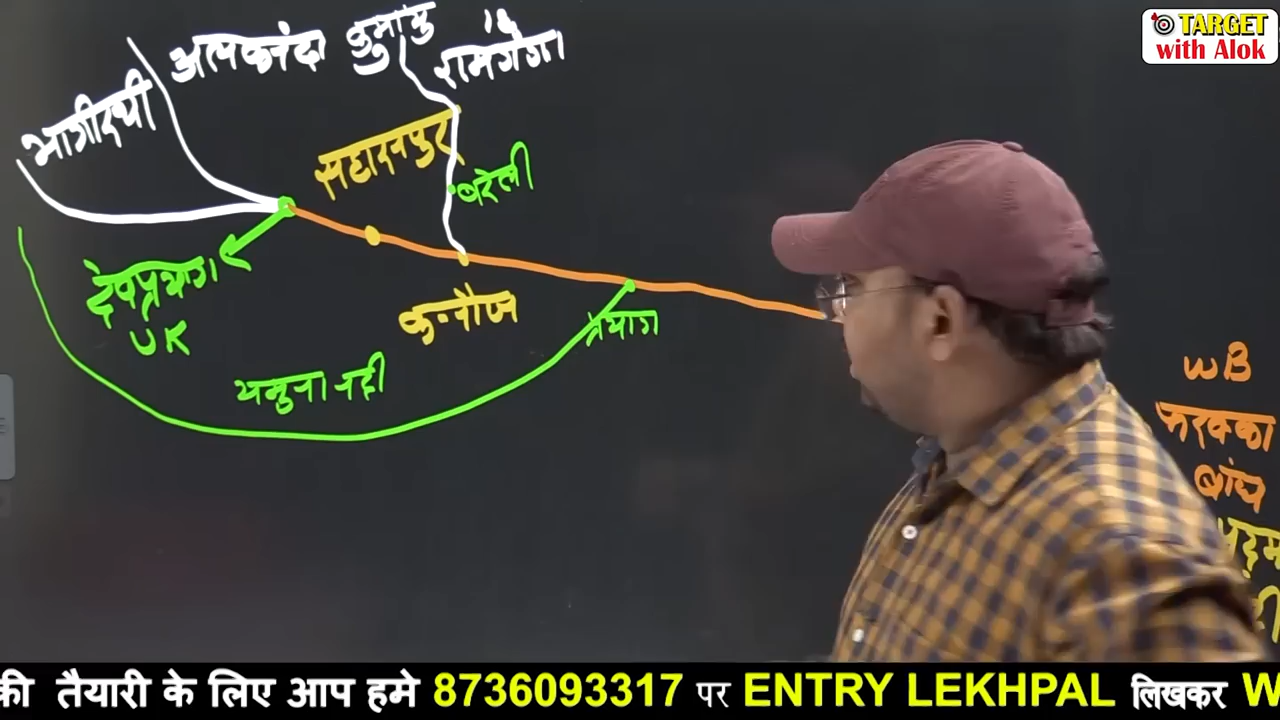 TARGET
with Alok
भागीरथी
अलकनंदा
कुमायु
रामगंगा
सहारनपुर
बरेली
देवप्रयाग
UK
कन्नौज
प्रयाग
यमुना नदी
WB
फरक्का
बांध
की तैयारी के लिए आप हमे 8736093317 पर ENTRY LEKHPAL लिखकर W